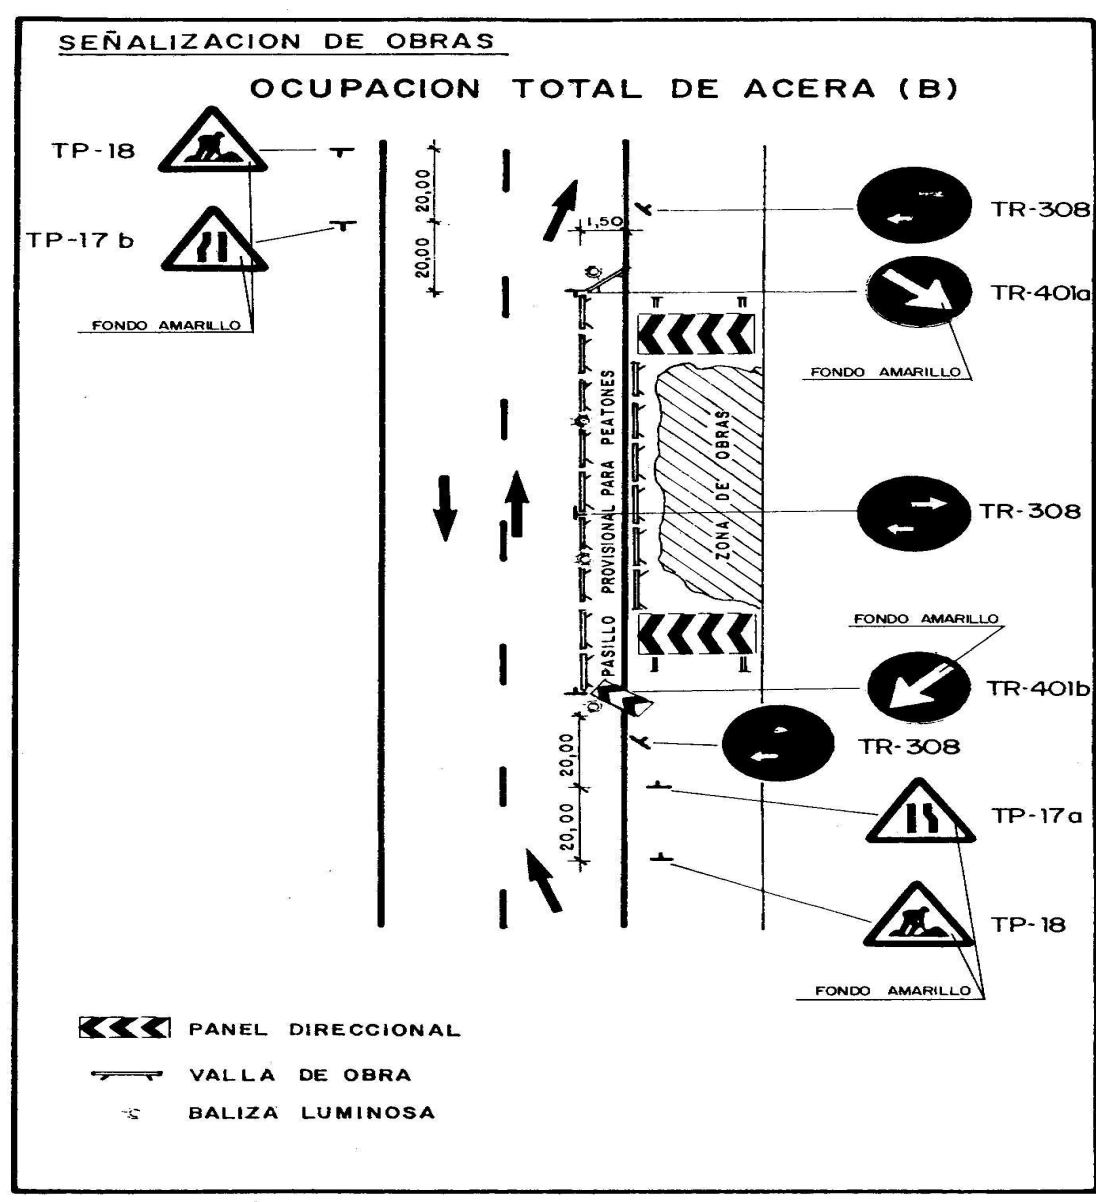 SEÑALIZACION DE OBRAS
OCUPACION TOTAL DE ACERA (B)
TP-18
TP-17 b
FONDO AMARILLO
20,00
20,00
1,50
TR-308
TR-401a
FONDO AMARILLO
PASILLO PROVISIONAL PARA PEATONES
ZONA DE OBRAS
TR-308
FONDO AMARILLO
TR-401b
TR-308
20,00
20,00
TP-17a
TP-18
FONDO AMARILLO
PANEL DIRECCIONAL
VALLA DE OBRA
BALIZA LUMINOSA